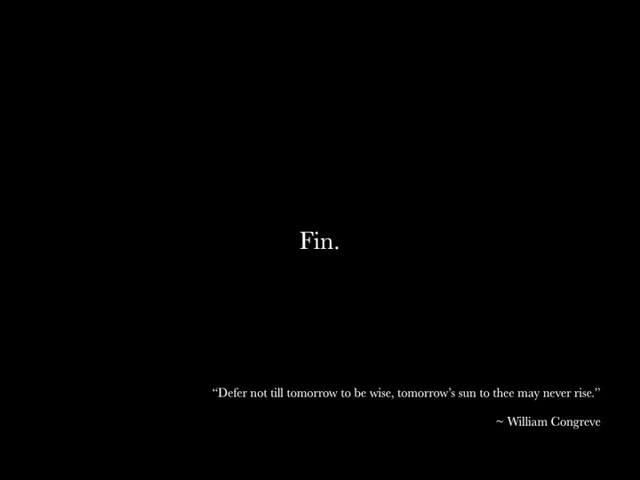 Fin.
“Defer not till tomorrow to be wise, tomorrow’s sun to thee may never rise.”
~ William Congreve